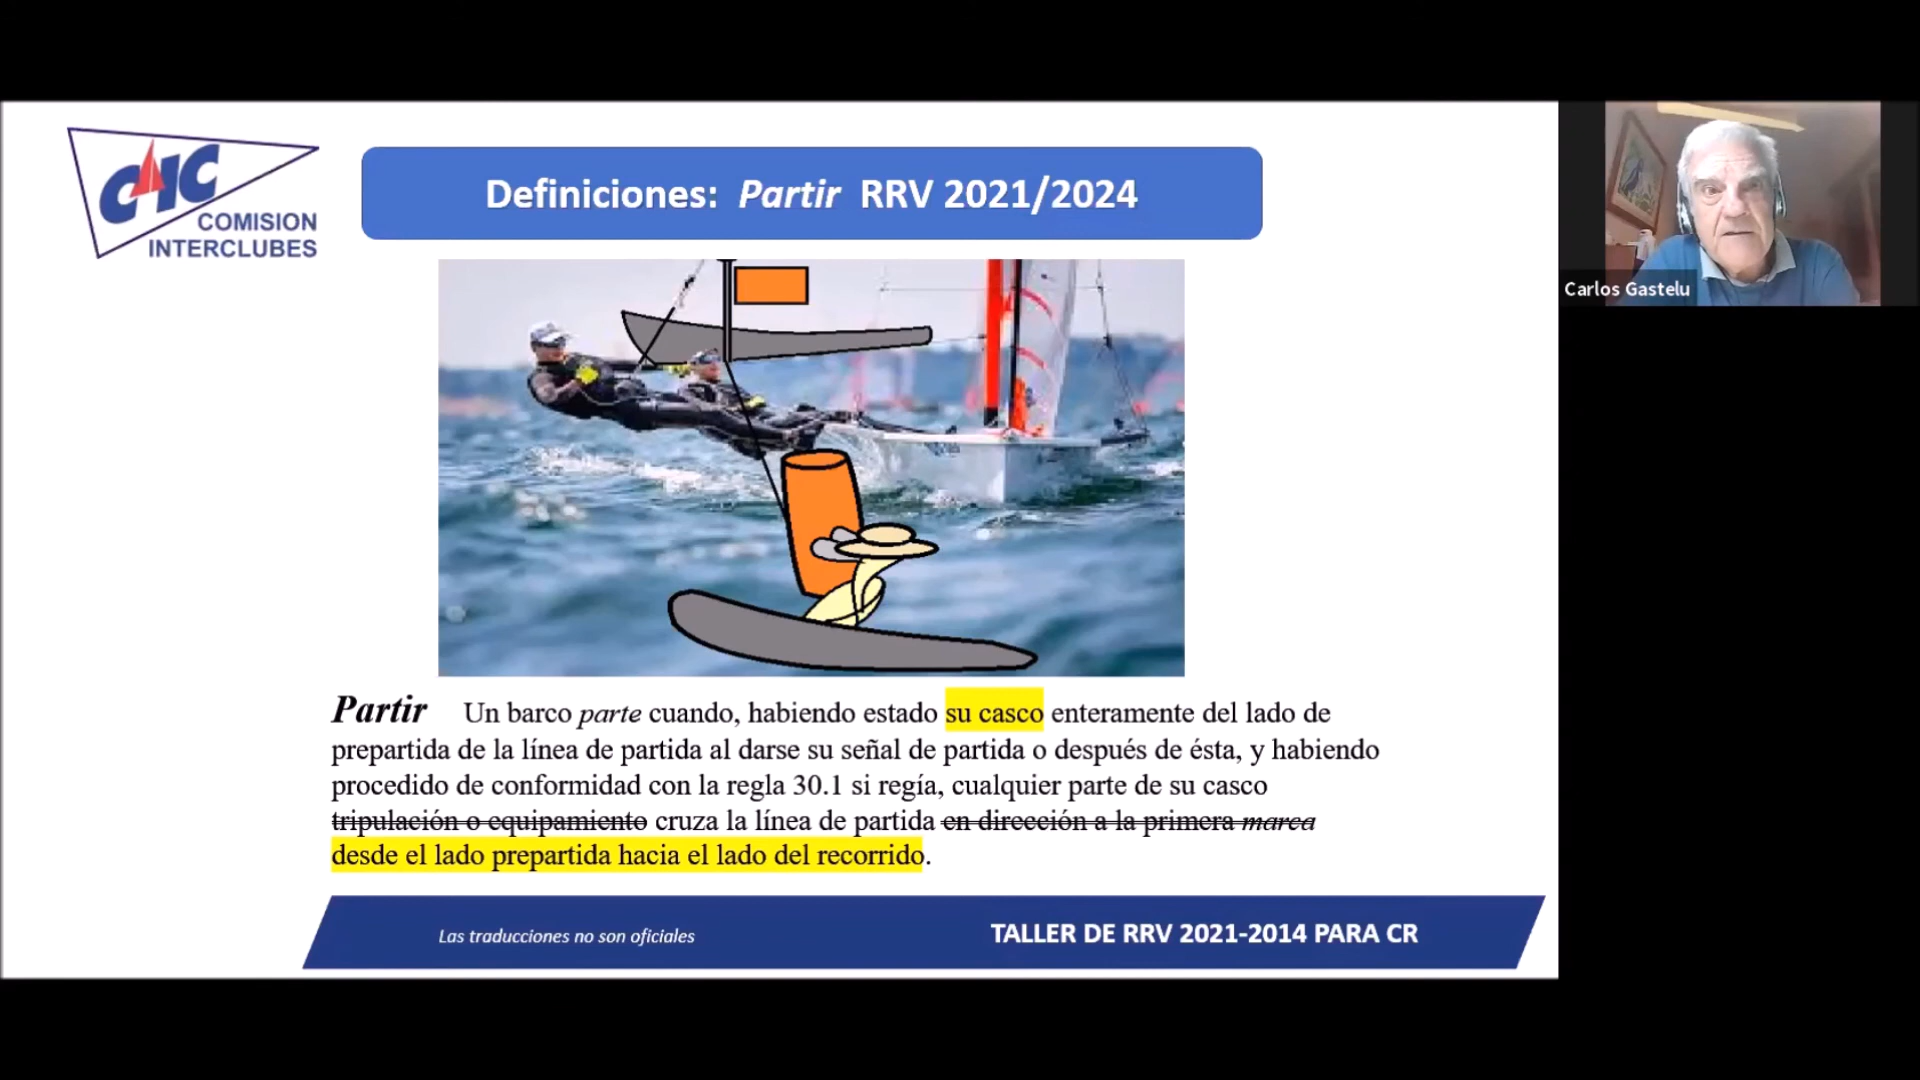 CIC
COMISION
INTERCLUBES
Definiciones: Partir RRV 2021/2024
Carlos Gastelu
Partir Un barco parte cuando, habiendo estado su casco enteramente del lado de
prepartida de la línea de partida al darse su señal de partida o después de ésta, y habiendo
procedido de conformidad con la regla 30.1 si regía, cualquier parte de su casco
tripulación o equipamiento cruza la línea de partida en dirección a la primera marca
desde el lado prepartida hacia el lado del recorrido.
Las traducciones no son oficiales
TALLER DE RRV 2021-2014 PARA CR